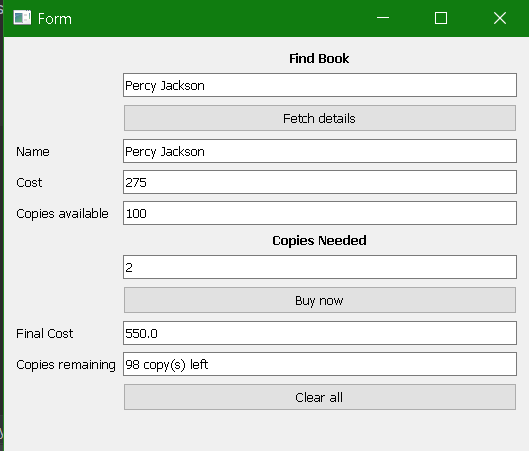 Form
Find Book
Percy Jackson
Fetch details
Name Percy Jackson
Cost 275
Copies available 100
Copies Needed
2
Buy now
Final Cost 550.0
Copies remaining 98 copy(s) left
Clear all